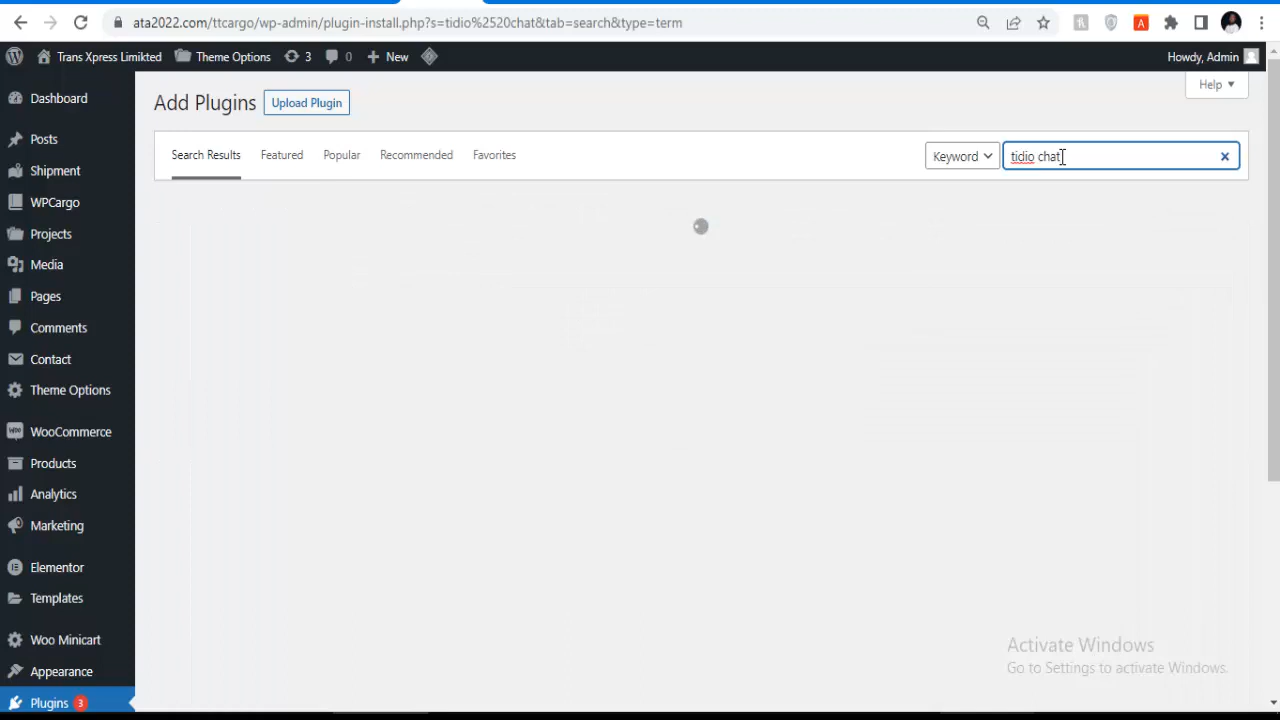 ata2022.com/ttcargo/wp-admin/plugin-install.php?s=tidio%2520chat&tab=search&type=term
Trans Xpress Limikted
Theme Options
3
0
New
Howdy, Admin
Help
Add Plugins
Upload Plugin
Search Results
Featured
Popular
Recommended
Favorites
Keyword
tidio chat
Dashboard
Posts
Shipment
WPCargo
Projects
Media
Pages
Comments
Contact
Theme Options
WooCommerce
Products
Analytics
Marketing
Elementor
Templates
Woo Minicart
Appearance
Plugins 3
Activate Windows
Go to Settings to activate Windows.